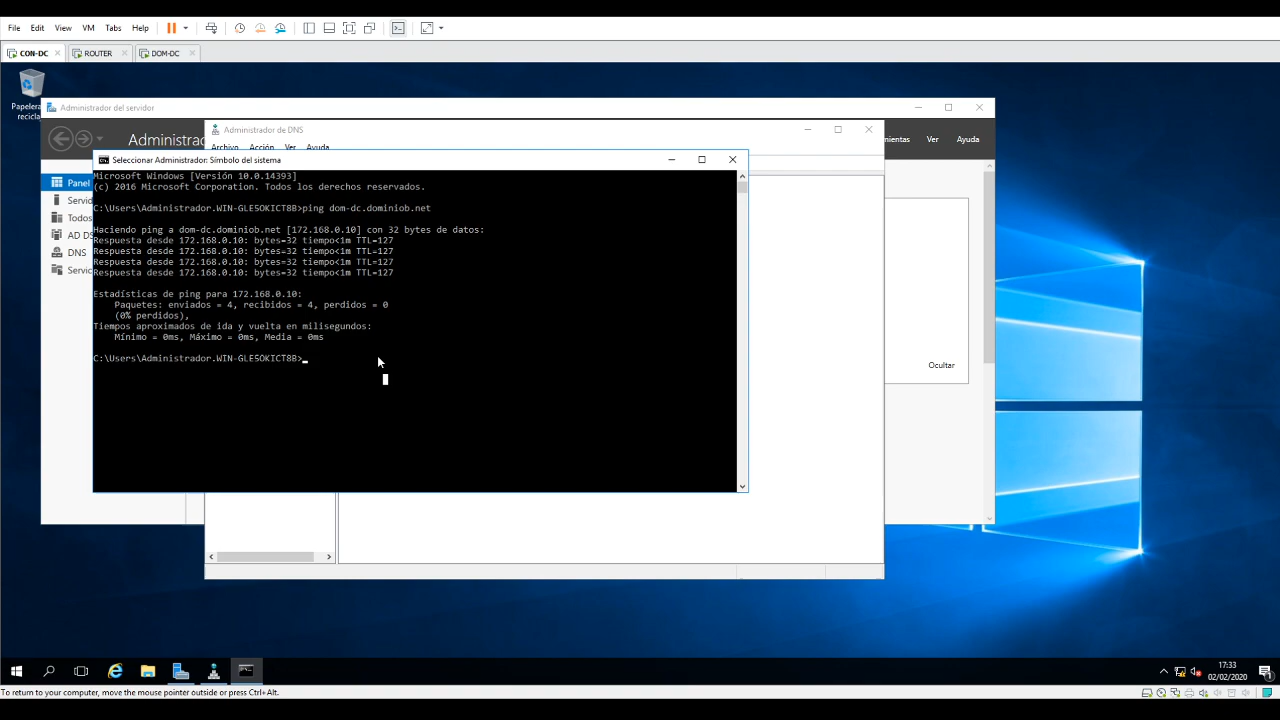 File Edit View VM Tabs Help
CON-DC ROUTER DOM-DC
Papelera
recicla
Administrador del servidor
Administrador de DNS
Ver Ayuda
Archivo Acción Ver Ayuda
Seleccionar Administrador: Símbolo del sistema
Microsoft Windows [Versión 10.0.14393]
(c) 2016 Microsoft Corporation. Todos los derechos reservados.
C:\Users\Administrador.WIN-GLE5OKICT8B>ping dom-dc.dominiob.net
Haciendo ping a dom-dc.dominiob.net [172.168.0.10] con 32 bytes de datos:
Respuesta desde 172.168.0.10: bytes=32 tiempo<1m TTL=127
Respuesta desde 172.168.0.10: bytes=32 tiempo<1m TTL=127
Respuesta desde 172.168.0.10: bytes=32 tiempo<1m TTL=127
Respuesta desde 172.168.0.10: bytes=32 tiempo<1m TTL=127
Estadísticas de ping para 172.168.0.10:
Paquetes: enviados = 4, recibidos = 4, perdidos = 0
(0% perdidos),
Tiempos aproximados de ida y vuelta en milisegundos:
Mínimo = 0ms, Máximo = 0ms, Media = 0ms
C:\Users\Administrador.WIN-GLE5OKICT8B>
Panel
Servid
Todos
AD DS
DNS
Servic
Ocultar
17:33
02/02/2020
To return to your computer, move the mouse pointer outside or press Ctrl+Alt.